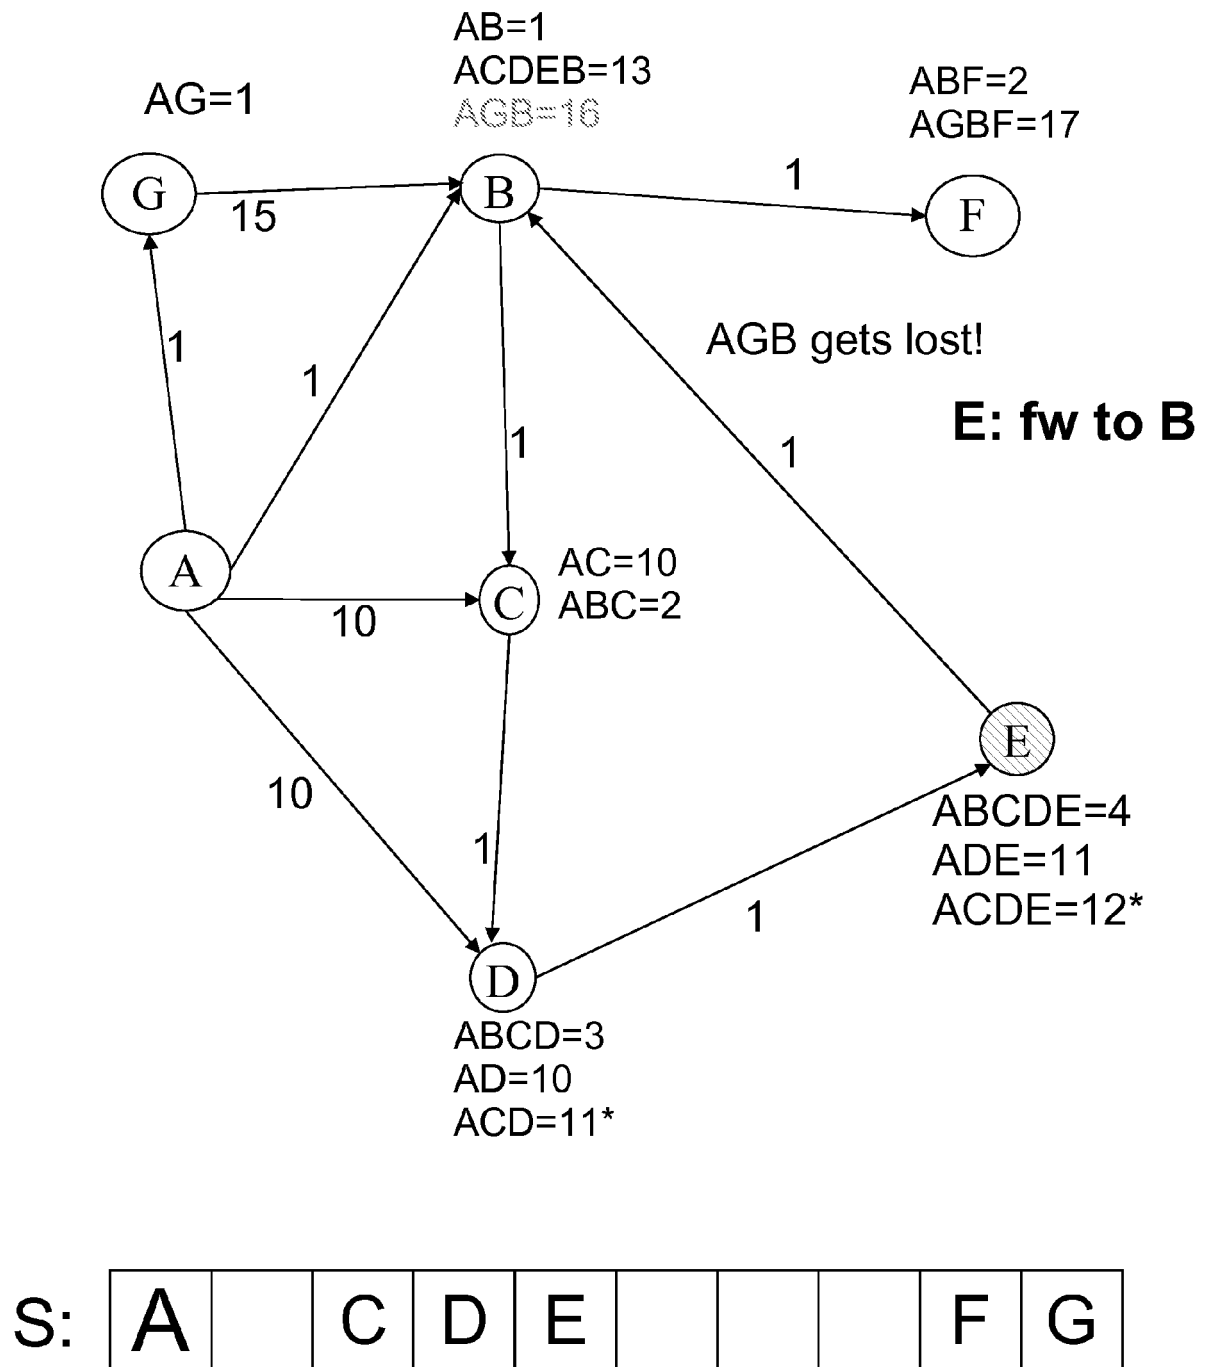 AB=1
ACDEB=13
AGB=16
AG=1
ABF=2
AGBF=17
G
15
B
1
F
1
1
AGB gets lost!
E: fw to B
1
1
A
10
C
AC=10
ABC=2
E
10
1
1
ABCDE=4
ADE=11
ACDE=12*
D
ABCD=3
AD=10
ACD=11*
S: A C D E F G